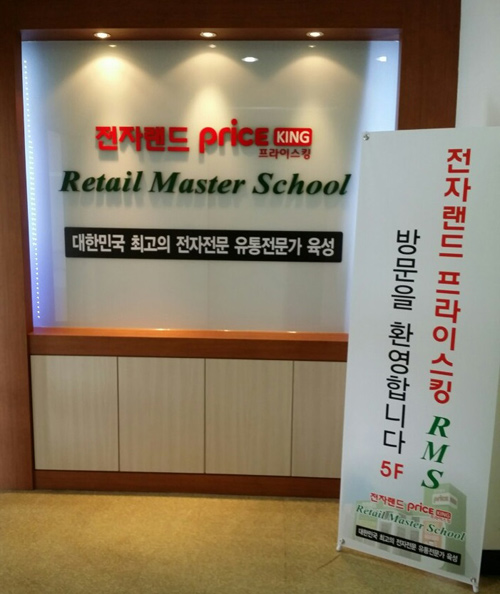 전자랜드 price KING
프라이스킹
Retail Master School
대한민국 최고의 전자전문 유통전문가 육성
전자랜드 프라이스킹 RMS
방문을 환영합니다 5F
전자랜드 price KING
Retail Master School
대한민국 최고의 전자전문 유통전문가 육성